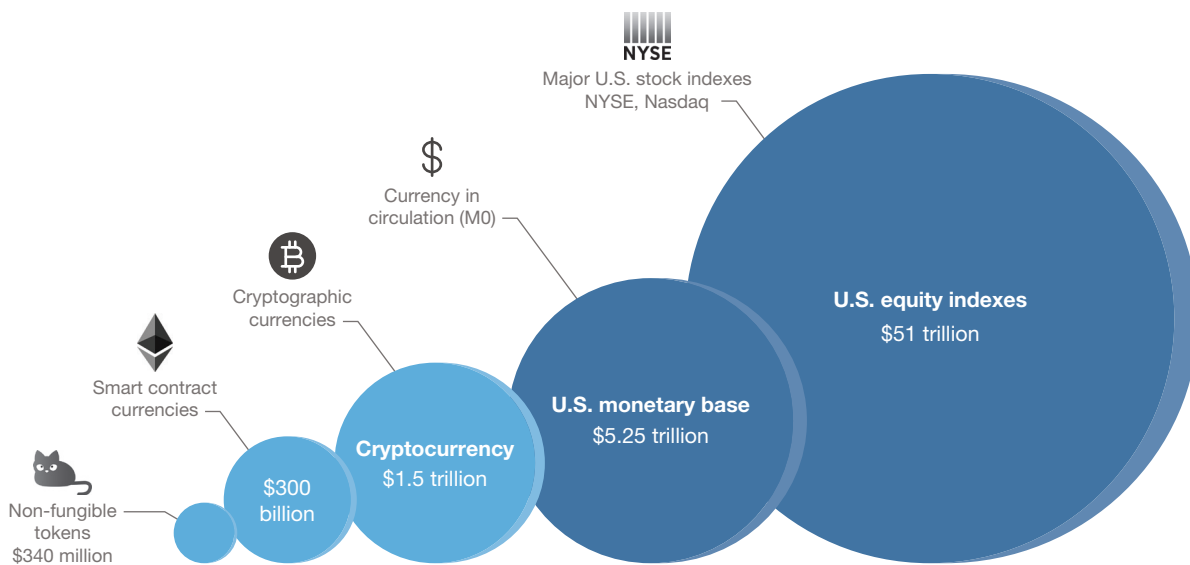 NYSE
Major U.S. stock indexes
NYSE, Nasdaq
$
Currency in
circulation (M0)
Cryptographic
currencies
Smart contract
currencies
Non-fungible
tokens
$340 million
$300
billion
Cryptocurrency
$1.5 trillion
U.S. monetary base
$5.25 trillion
U.S. equity indexes
$51 trillion